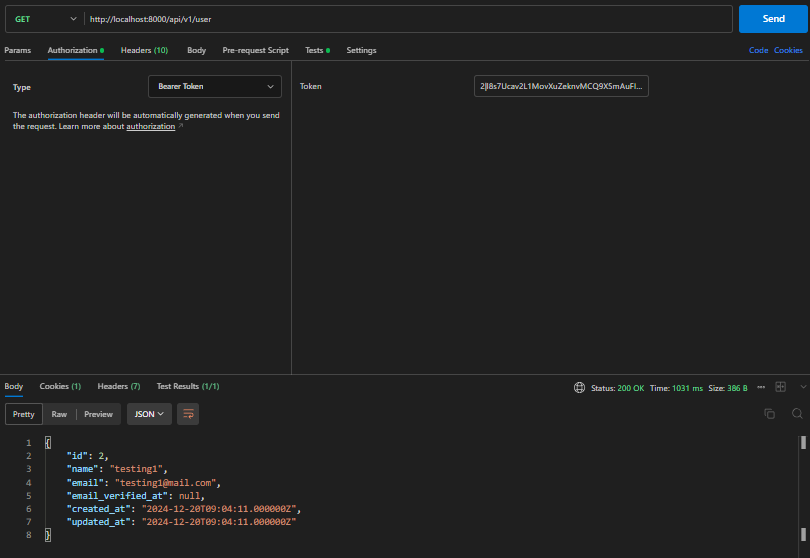 GET http://localhost:8000/api/v1/user Send
Params Authorization Headers (10) Body Pre-request Script Tests Settings Code Cookies
Type Bearer Token
The authorization header will be automatically generated when you send
the request. Learn more about authorization
Token
Body Cookies (1) Headers (7) Test Results (1/1) Status: 200 OK Time: 1031 ms Size: 386 B
Pretty Raw Preview JSON
1 {
2 "id": 2,
3 "name": "testing1",
4 "email": "testing1@mail.com",
5 "email_verified_at": null,
6 "created_at": "2024-12-20T09:04:11.000000Z",
7 "updated_at": "2024-12-20T09:04:11.000000Z"
8 }